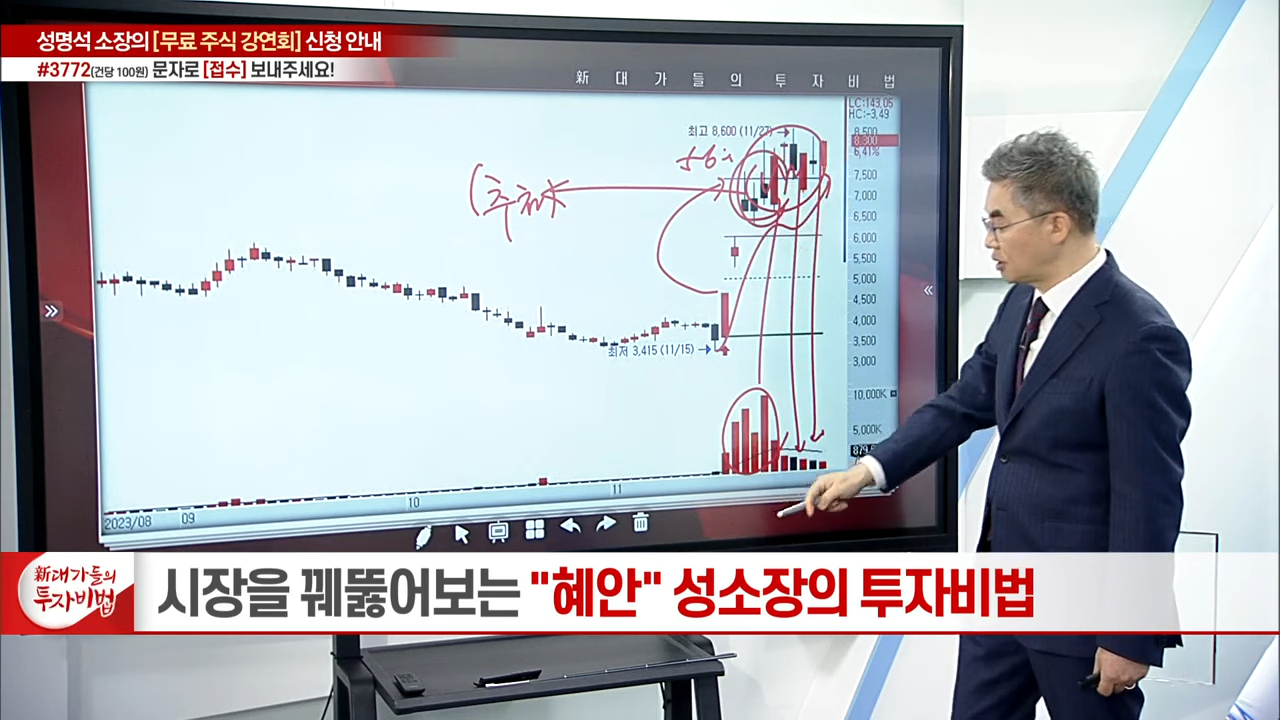 성명석 소장의 [무료 주식 강연회] 신청 안내
#3772(건당 100원) 문자로 [접수] 보내주세요!
新 대 가 들 의 투 자 비 법
LC:143.05
HC:-3.49
최고 8,600 (11/27)
8,500
8,300
6.41%
7,500
7,000
6,500
6,000
5,500
5,000
4,500
4,000
3,500
3,000
최저 3,415 (11/15)
10,000K
5,000K
2023/08
09
10
11
新대가들의
투자비법
시장을 꿰뚫어보는 "혜안" 성소장의 투자비법